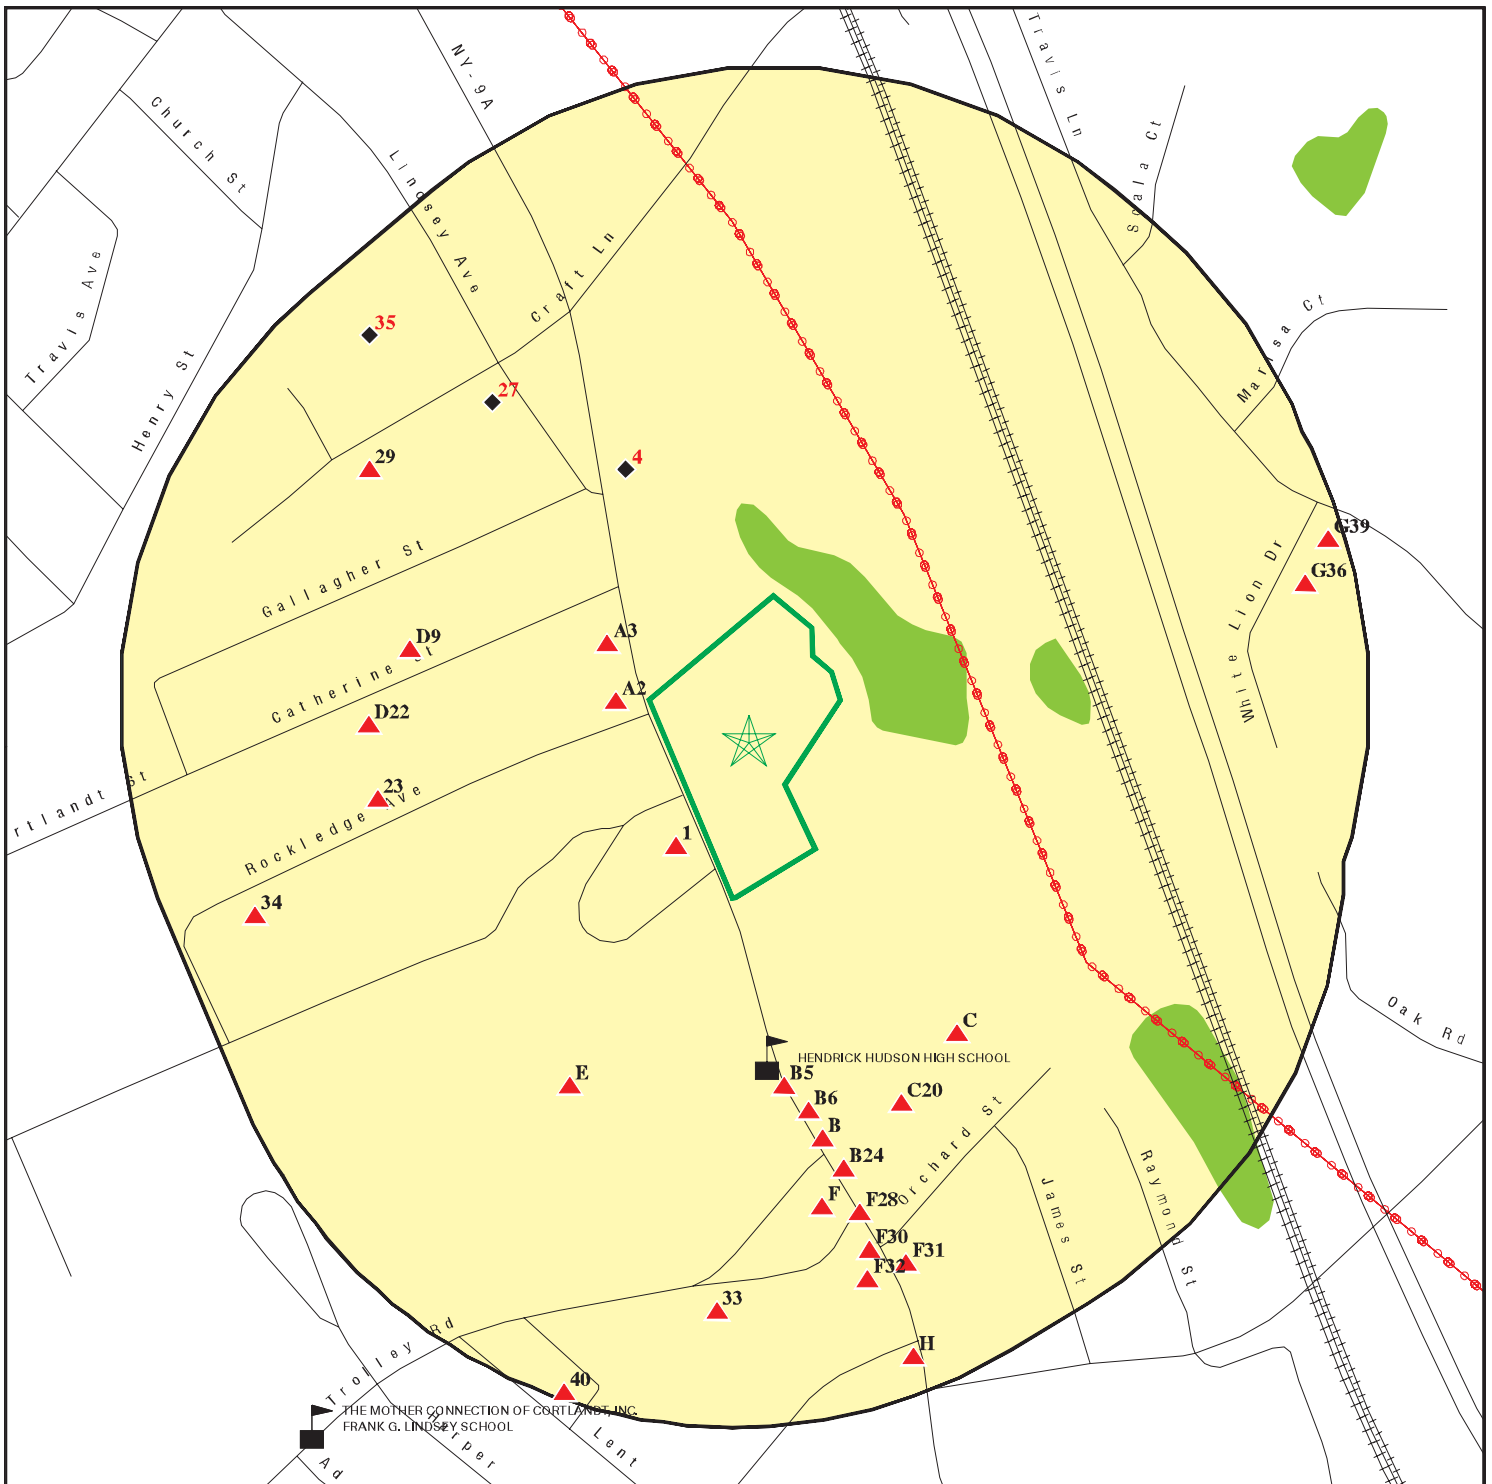 NY-9A
Travis Ln
Church St
Scala Ct
Lindsey Ave
Craft Ln
Travis Ave
Marisa Ct
35
Henry St
27
29
4
G39
Gallagher St
G36
White Lion Dr
D9
A3
Catherine St
A2
D22
rtlandt St
23
Rockledge Ave
1
34
Oak Rd
C
HENDRICK HUDSON HIGH SCHOOL
E
B5
B6
C20
B
Orchard St
B24
James St
Raymond St
F
F28
F30
F31
F32
33
Trolley Rd
H
40
THE MOTHER CONNECTION OF CORTLANDT, INC.
FRANK G. LINDSEY SCHOOL
Harper
Lent
Ad